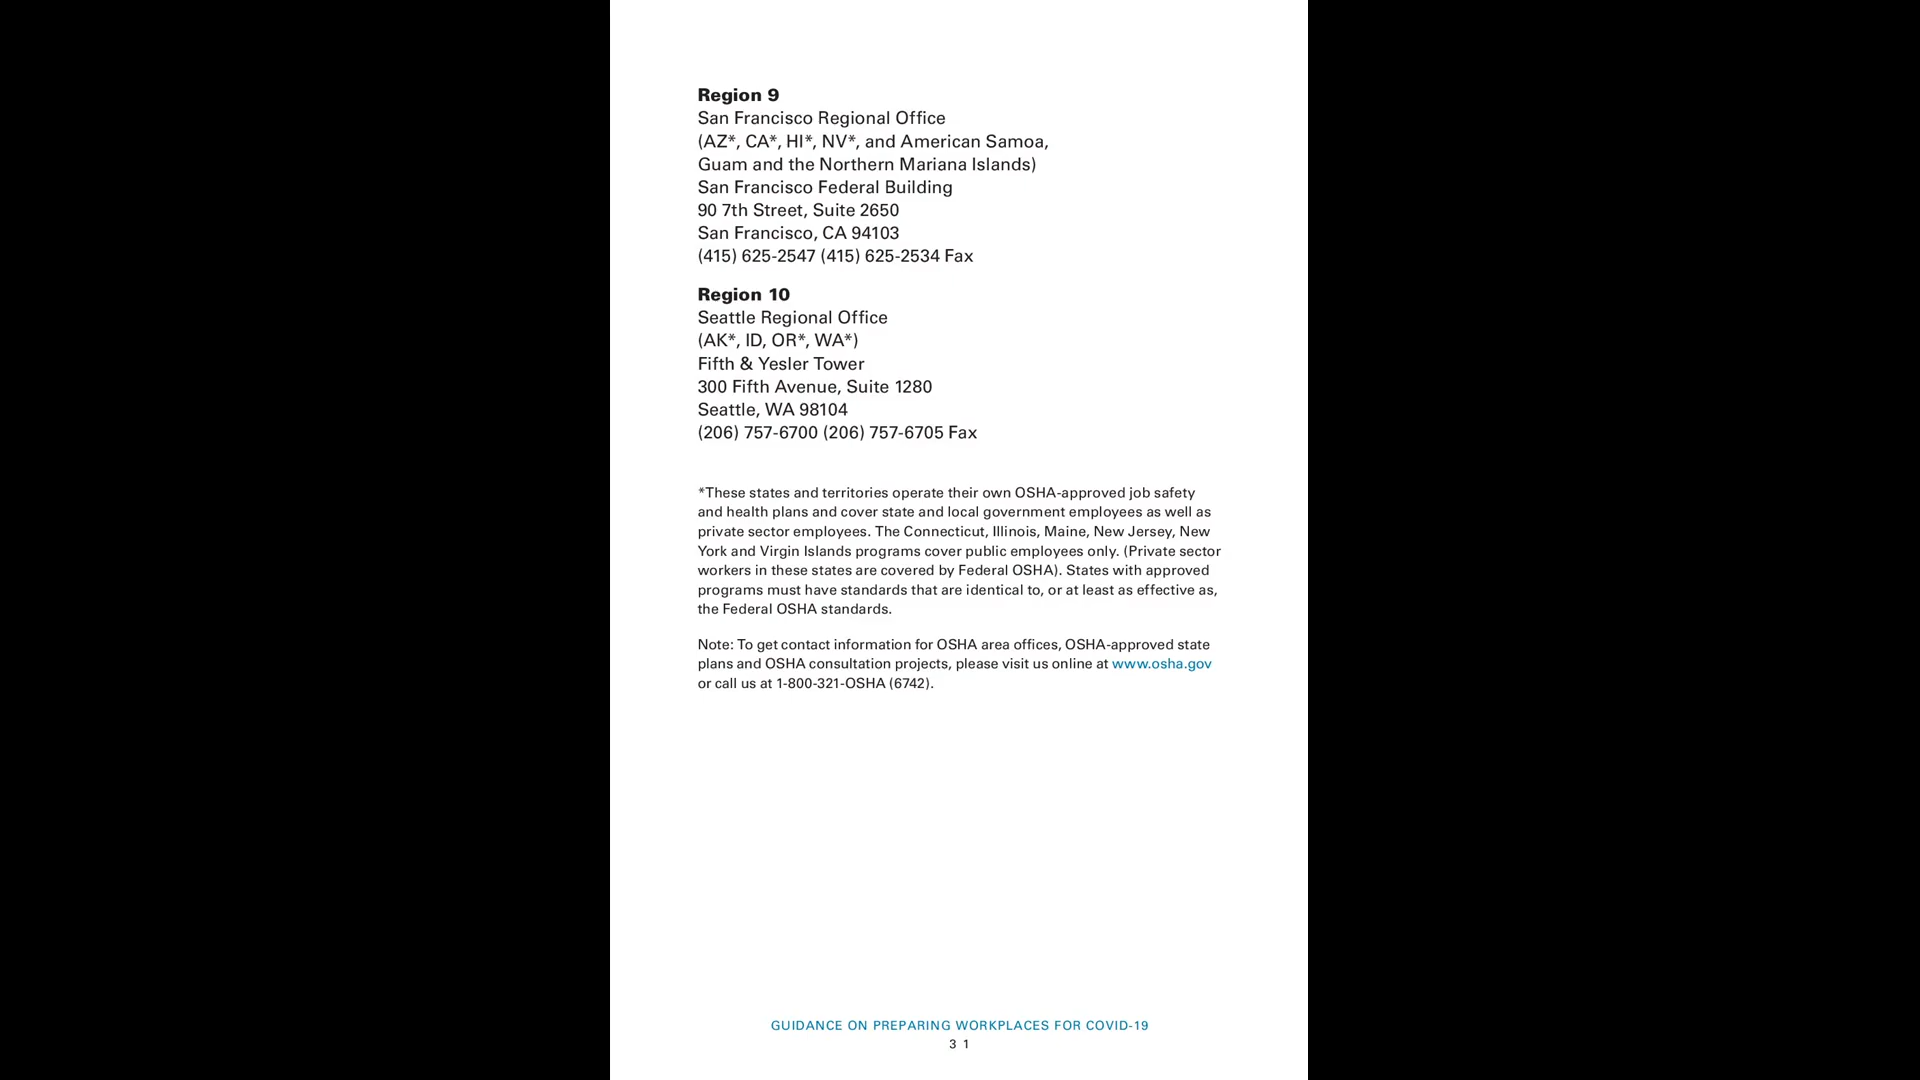 Region 9
San Francisco Regional Office
(AZ*, CA*, HI*, NV*, and American Samoa,
Guam and the Northern Mariana Islands)
San Francisco Federal Building
90 7th Street, Suite 2650
San Francisco, CA 94103
(415) 625-2547 (415) 625-2534 Fax
Region 10
Seattle Regional Office
(AK*, ID, OR*, WA*)
Fifth & Yesler Tower
300 Fifth Avenue, Suite 1280
Seattle, WA 98104
(206) 757-6700 (206) 757-6705 Fax
*These states and territories operate their own OSHA-approved job safety
and health plans and cover state and local government employees as well as
private sector employees. The Connecticut, Illinois, Maine, New Jersey, New
York and Virgin Islands programs cover public employees only. (Private sector
workers in these states are covered by Federal OSHA). States with approved
programs must have standards that are identical to, or at least as effective as,
the Federal OSHA standards.
Note: To get contact information for OSHA area offices, OSHA-approved state
plans and OSHA consultation projects, please visit us online at www.osha.gov
or call us at 1-800-321-OSHA (6742).
GUIDANCE ON PREPARING WORKPLACES FOR COVID-19
3 1